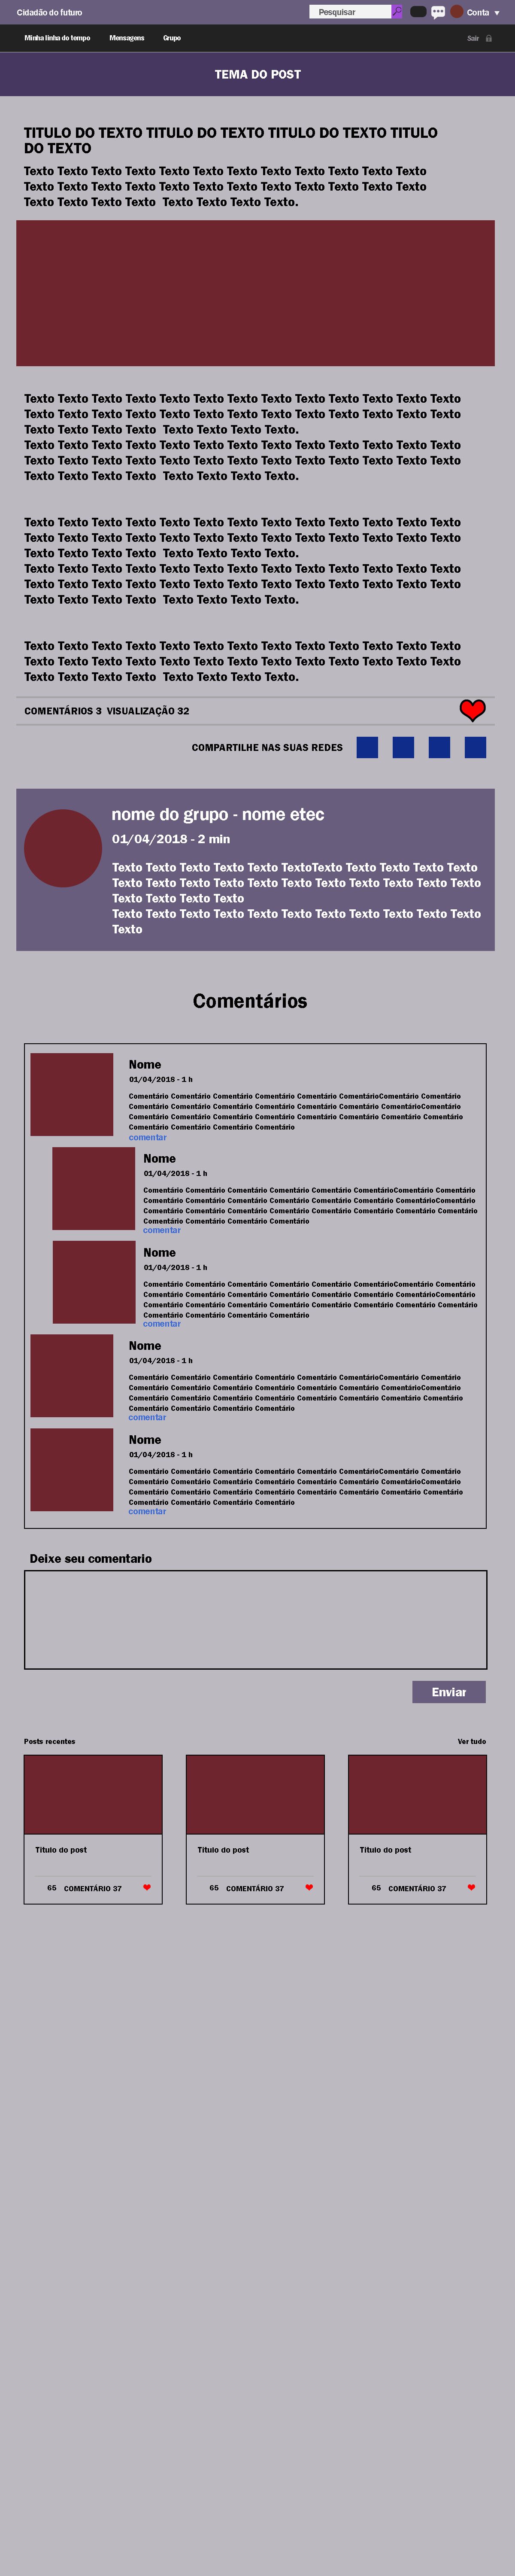 Cidadão do futuro
Pesquisar
Conta
Minha linha do tempo
Mensagens
Grupo
Sair
TEMA DO POST
TITULO DO TEXTO TITULO DO TEXTO TITULO DO TEXTO TITULO
DO TEXTO
Texto Texto Texto Texto Texto Texto Texto Texto Texto Texto Texto Texto
Texto Texto Texto Texto Texto Texto Texto Texto Texto Texto Texto Texto
Texto Texto Texto Texto  Texto Texto Texto Texto.
Texto Texto Texto Texto Texto Texto Texto Texto Texto Texto Texto Texto Texto
Texto Texto Texto Texto Texto Texto Texto Texto Texto Texto Texto Texto Texto
Texto Texto Texto Texto  Texto Texto Texto Texto.
Texto Texto Texto Texto Texto Texto Texto Texto Texto Texto Texto Texto Texto
Texto Texto Texto Texto Texto Texto Texto Texto Texto Texto Texto Texto Texto
Texto Texto Texto Texto  Texto Texto Texto Texto.
Texto Texto Texto Texto Texto Texto Texto Texto Texto Texto Texto Texto Texto
Texto Texto Texto Texto Texto Texto Texto Texto Texto Texto Texto Texto Texto
Texto Texto Texto Texto  Texto Texto Texto Texto.
Texto Texto Texto Texto Texto Texto Texto Texto Texto Texto Texto Texto Texto
Texto Texto Texto Texto Texto Texto Texto Texto Texto Texto Texto Texto Texto
Texto Texto Texto Texto  Texto Texto Texto Texto.
Texto Texto Texto Texto Texto Texto Texto Texto Texto Texto Texto Texto Texto
Texto Texto Texto Texto Texto Texto Texto Texto Texto Texto Texto Texto Texto
Texto Texto Texto Texto  Texto Texto Texto Texto.
COMENTÁRIOS 3  VISUALIZAÇÃO 32
COMPARTILHE NAS SUAS REDES
nome do grupo - nome etec
01/04/2018 - 2 min
Texto Texto Texto Texto Texto TextoTexto Texto Texto Texto Texto
Texto Texto Texto Texto Texto Texto Texto Texto Texto Texto Texto
Texto Texto Texto Texto
Texto Texto Texto Texto Texto Texto Texto Texto Texto Texto Texto
Texto
Comentários
Nome
01/04/2018 - 1 h
Comentário Comentário Comentário Comentário Comentário ComentárioComentário Comentário
Comentário Comentário Comentário Comentário Comentário Comentário ComentárioComentário
Comentário Comentário Comentário Comentário Comentário Comentário Comentário Comentário
Comentário Comentário Comentário Comentário
comentar
Nome
01/04/2018 - 1 h
Comentário Comentário Comentário Comentário Comentário ComentárioComentário Comentário
Comentário Comentário Comentário Comentário Comentário Comentário ComentárioComentário
Comentário Comentário Comentário Comentário Comentário Comentário Comentário Comentário
Comentário Comentário Comentário Comentário
comentar
Nome
01/04/2018 - 1 h
Comentário Comentário Comentário Comentário Comentário ComentárioComentário Comentário
Comentário Comentário Comentário Comentário Comentário Comentário ComentárioComentário
Comentário Comentário Comentário Comentário Comentário Comentário Comentário Comentário
Comentário Comentário Comentário Comentário
comentar
Nome
01/04/2018 - 1 h
Comentário Comentário Comentário Comentário Comentário ComentárioComentário Comentário
Comentário Comentário Comentário Comentário Comentário Comentário ComentárioComentário
Comentário Comentário Comentário Comentário Comentário Comentário Comentário Comentário
Comentário Comentário Comentário Comentário
comentar
Nome
01/04/2018 - 1 h
Comentário Comentário Comentário Comentário Comentário ComentárioComentário Comentário
Comentário Comentário Comentário Comentário Comentário Comentário ComentárioComentário
Comentário Comentário Comentário Comentário Comentário Comentário Comentário Comentário
Comentário Comentário Comentário Comentário
comentar
Deixe seu comentario
Enviar
Posts recentes
Ver tudo
Título do post
65  COMENTÁRIO 37
Título do post
65  COMENTÁRIO 37
Título do post
65  COMENTÁRIO 37